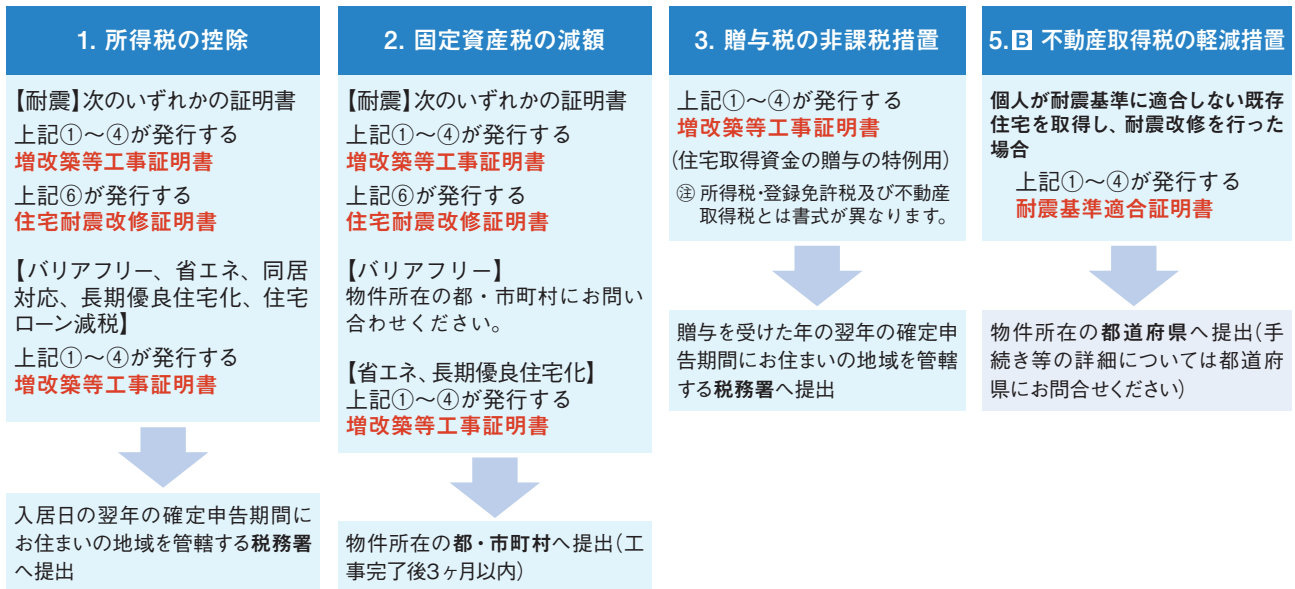 1. 所得税の控除
【耐震】次のいずれかの証明書
上記①〜④が発行する
増改築等工事証明書
上記⑥が発行する
住宅耐震改修証明書
【バリアフリー、省エネ、同居
対応、長期優良住宅化、住宅
ローン減税】
上記①〜④が発行する
増改築等工事証明書
入居日の翌年の確定申告期間に
お住まいの地域を管轄する税務署
へ提出
2. 固定資産税の減額
【耐震】次のいずれかの証明書
上記①〜④が発行する
増改築等工事証明書
上記⑥が発行する
住宅耐震改修証明書
【バリアフリー】
物件所在の都・市町村にお問い
合わせください。
【省エネ、長期優良住宅化】
上記①〜④が発行する
増改築等工事証明書
物件所在の都・市町村へ提出(工
事完了後3ヶ月以内)
3. 贈与税の非課税措置
上記①〜④が発行する
増改築等工事証明書
(住宅取得資金の贈与の特例用)
㊟ 所得税・登録免許税及び不動産
取得税とは書式が異なります。
贈与を受けた年の翌年の確定申
告期間にお住まいの地域を管轄
する税務署へ提出
5.B 不動産取得税の軽減措置
個人が耐震基準に適合しない既存
住宅を取得し、耐震改修を行った
場合
上記①〜④が発行する
耐震基準適合証明書
物件所在の都道府県へ提出(手
続き等の詳細については都道府
県にお問合せください)